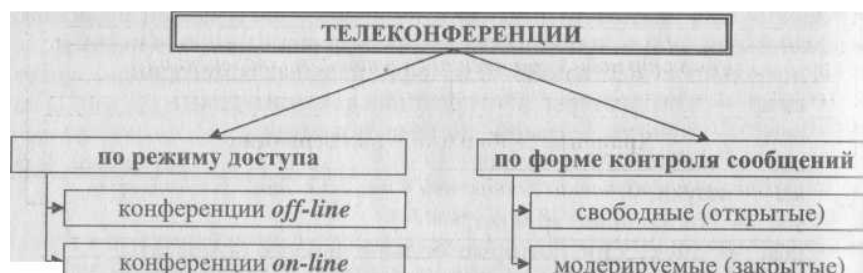 ТЕЛЕКОНФЕРЕНЦИИ
по режиму доступа
конференции off-line
конференции on-line
по форме контроля сообщений
свободные (открытые)
модерируемые (закрытые)